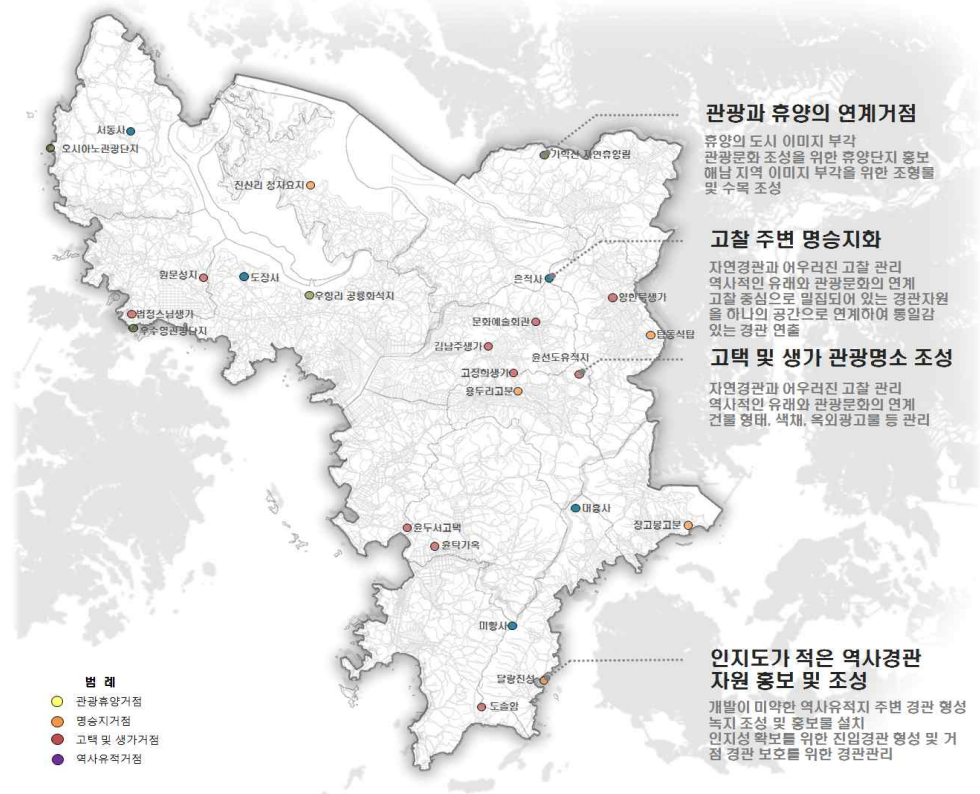 관광과 휴양의 연계거점
휴양의 도시 이미지 부각
관광문화 조성을 위한 휴양단지 홍보
해남 지역 이미지 부각을 위한 조형물
및 수목 조성
고찰 주변 명승지화
자연경관과 어우러진 고찰 관리
역사적인 유래와 관광문화의 연계
고찰 중심으로 밀집되어 있는 경관자원
을 하나의 공간으로 연계하여 통일감
있는 경관 연출
고택 및 생가 관광명소 조성
자연경관과 어우러진 고찰 관리
역사적인 유래와 관광문화의 연계
건물 형태, 색채, 옥외광고물 등 관리
인지도가 적은 역사경관
자원 홍보 및 조성
개발이 미약한 역사유적지 주변 경관 형성
녹지 조성 및 홍보물 설치
인지성 확보를 위한 진입경관 형성 및 거
점 경관 보호를 위한 경관관리
서동사
오시아노관광단지
가학산 자연휴양림
진산리 청자요지
원문성지
도장사
은적사
우항리 공룡화석지
양한묵생가
법정스님생가
우수영관광단지
문화예술회관
탑동석탑
김남주생가
윤선도유적지
고정희생가
용두리고분
대흥사
장고봉고분
윤두서고택
윤탁가옥
미황사
달량진성
도솔암
범 례
관광휴양거점
명승지거점
고택 및 생가거점
역사유적거점